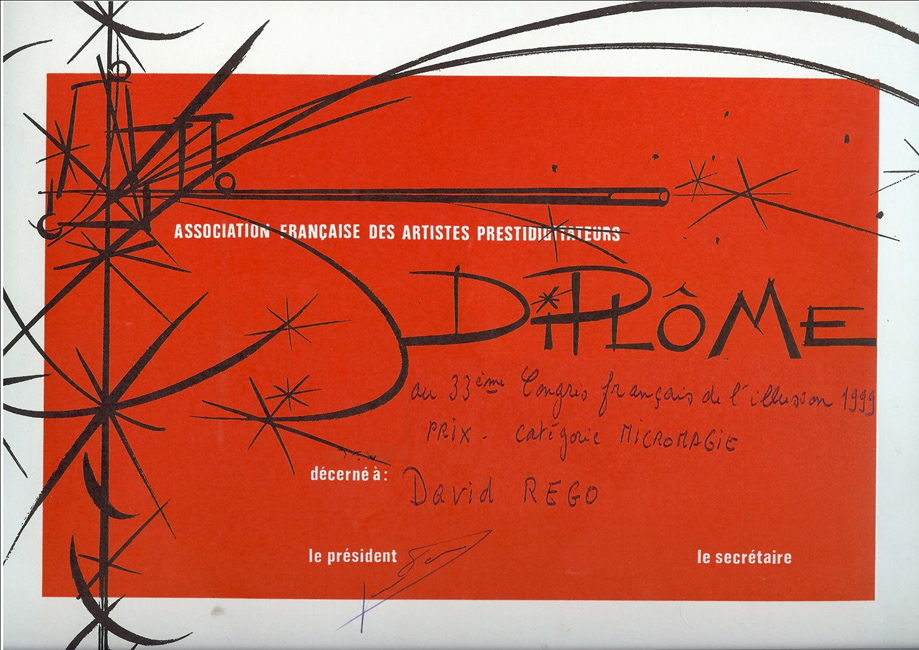 ASSOCIATION FRANÇAISE DES ARTISTES PRESTIDIGITATEURS
DIPLÔME
au 33ème Congrès français de l'illusion 1999
PRIX - catégorie MICROMAGIE
décerné à :
David REGO
le président
le secrétaire